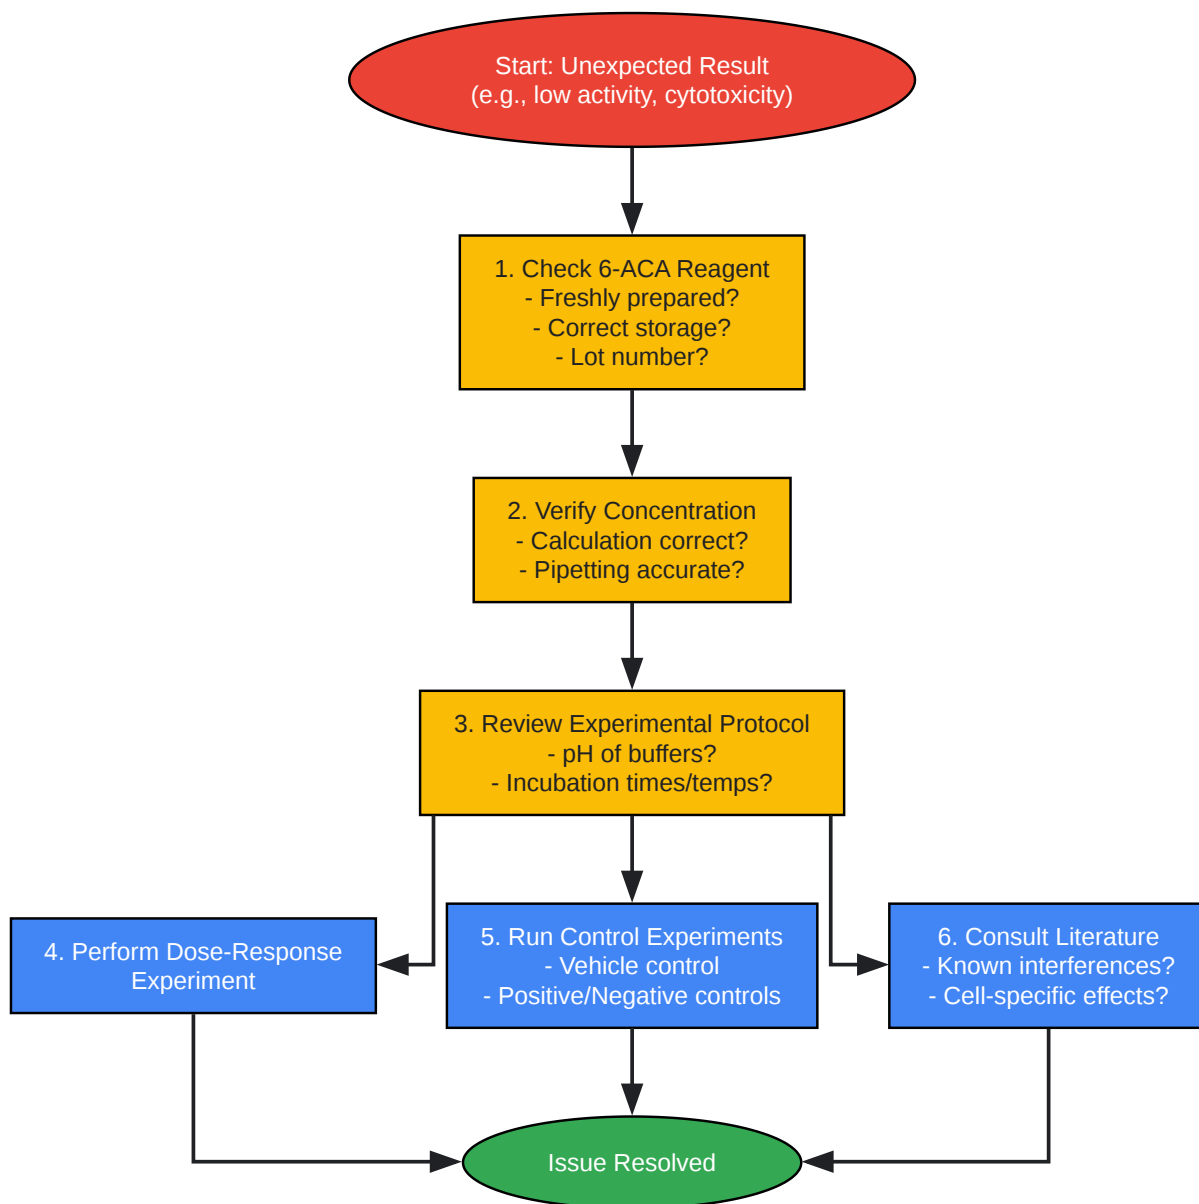 Start: Unexpected Result
(e.g., low activity, cytotoxicity)
1. Check 6-ACA Reagent
- Freshly prepared?
- Correct storage?
- Lot number?
2. Verify Concentration
- Calculation correct?
- Pipetting accurate?
3. Review Experimental Protocol
- pH of buffers?
- Incubation times/temps?
4. Perform Dose-Response
Experiment
5. Run Control Experiments
- Vehicle control
- Positive/Negative controls
6. Consult Literature
- Known interferences?
- Cell-specific effects?
Issue Resolved